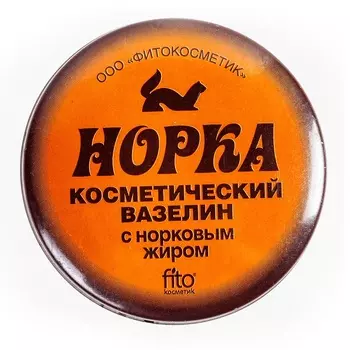 ООО «ФИТОКОСМЕТИК»
НОРКА
КОСМЕТИЧЕСКИЙ
ВАЗЕЛИН
С НОРКОВЫМ
ЖИРОМ
fito®
косметик